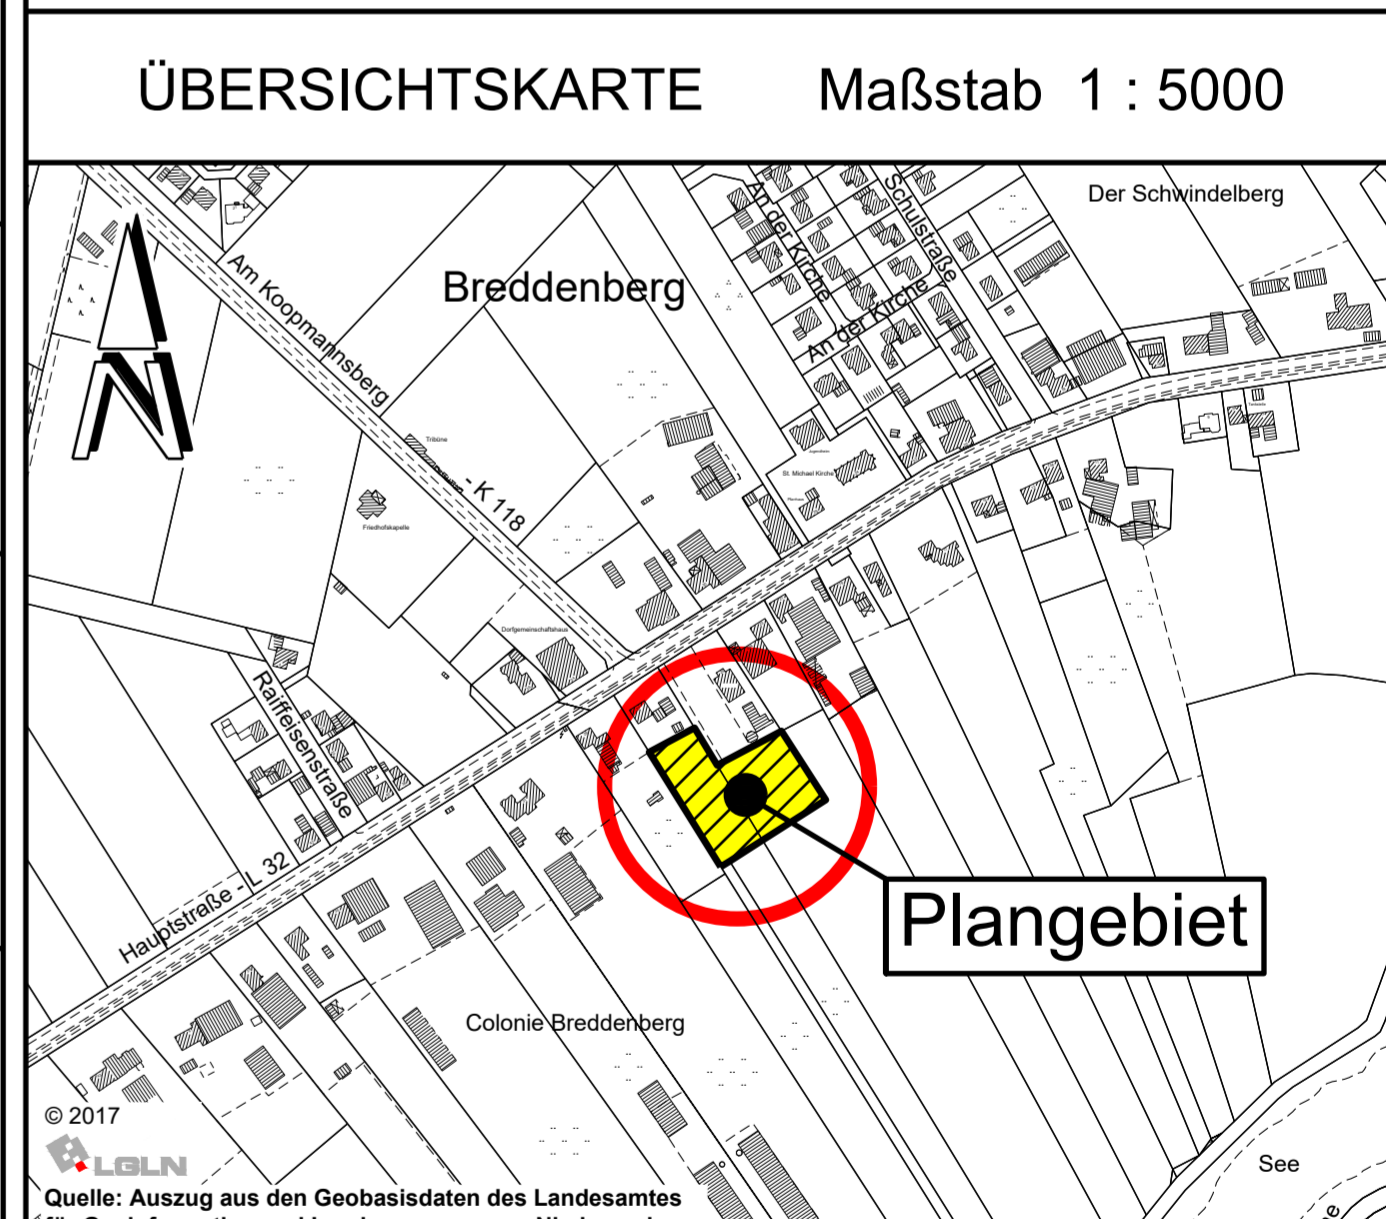 ÜBERSICHTSKARTE Maßstab 1 : 5000
Der Schwindelberg
An der Kirche
Schulstraße
Am Koopmannsberg
Breddenberg
An der Kirche
Tribüne
- K 118
St. Michael Kirche
Friedhofskapelle
Dorfgemeinschaftshaus
Raiffeisenstraße
Hauptstraße - L 32
Plangebiet
Colonie Breddenberg
© 2017
LGLN
See
Quelle: Auszug aus den Geobasisdaten des Landesamtes
N